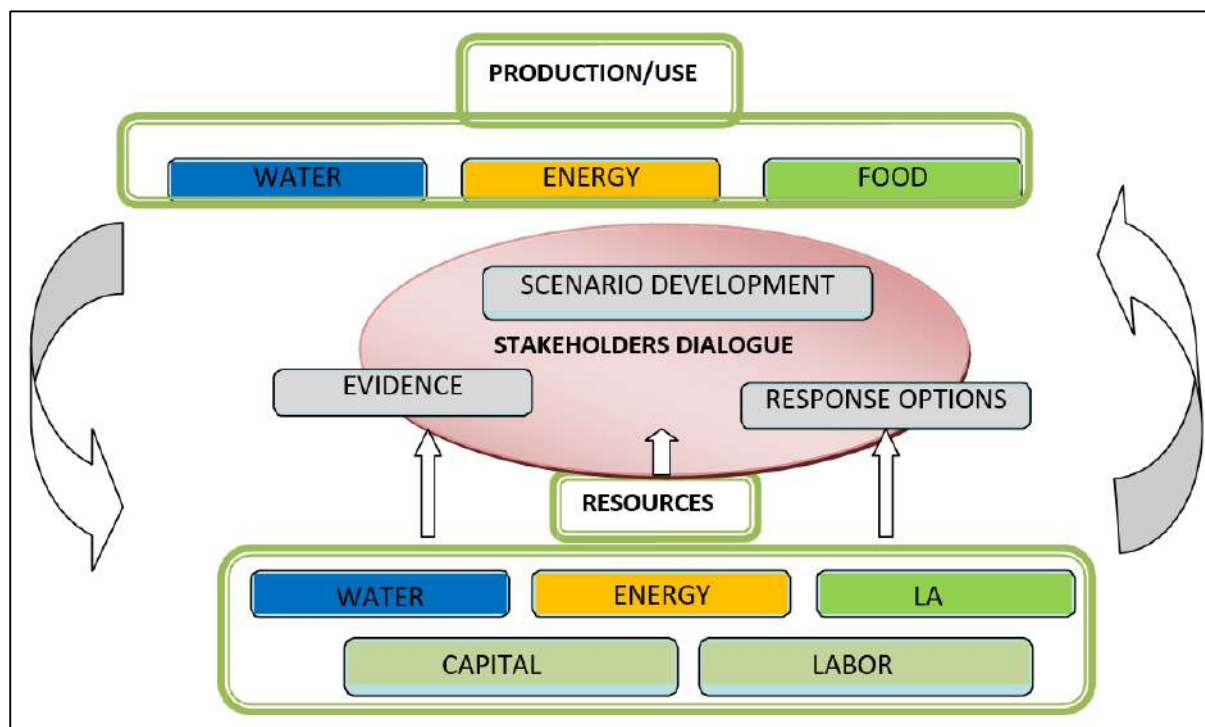 PRODUCTION/USE
WATER
ENERGY
FOOD
SCENARIO DEVELOPMENT
STAKEHOLDERS DIALOGUE
EVIDENCE
RESPONSE OPTIONS
RESOURCES
WATER
ENERGY
LA
CAPITAL
LABOR